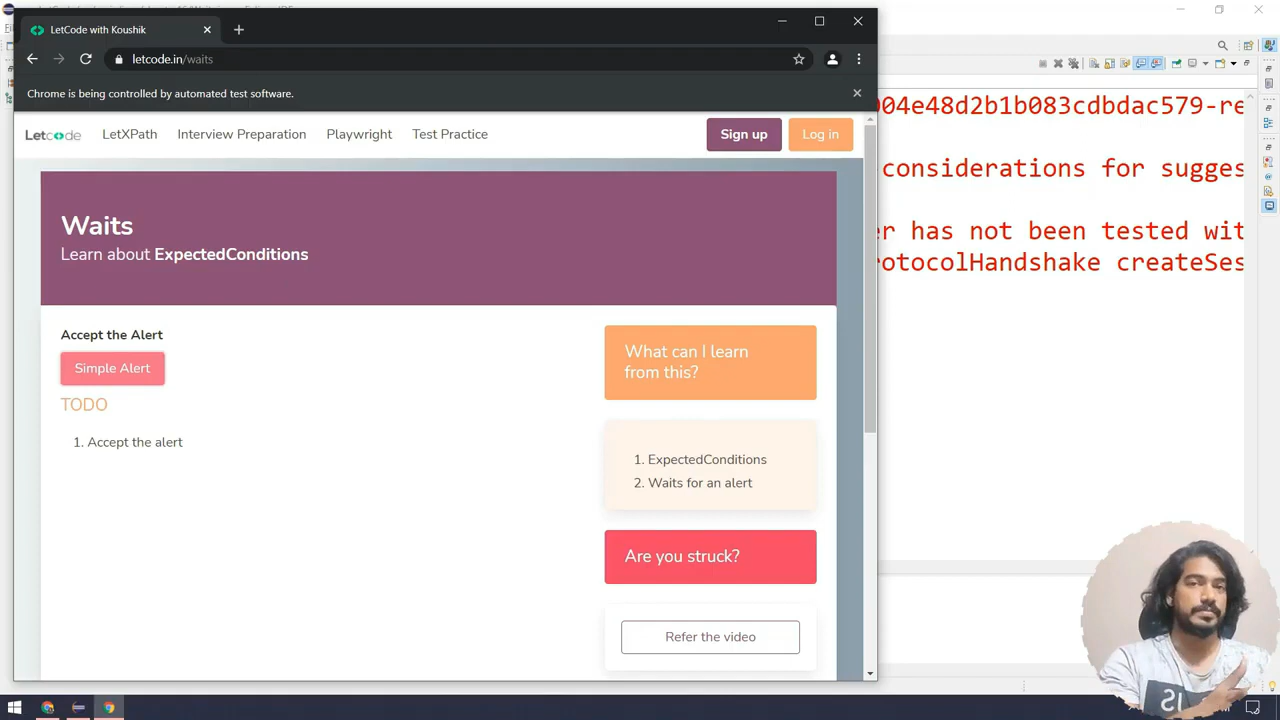 LetCode with Koushik
letcode.in/waits
Chrome is being controlled by automated test software.
Letcode
LetXPath
Interview Preparation
Playwright
Test Practice
Sign up
Log in
Waits
Learn about ExpectedConditions
Accept the Alert
Simple Alert
TODO
1. Accept the alert
What can I learn
from this?
1. ExpectedConditions
2. Waits for an alert
Are you struck?
Refer the video
004e48d2b1b083cdbdac579-re
considerations for sugges
er has not been tested wit
otocolHandshake createSes